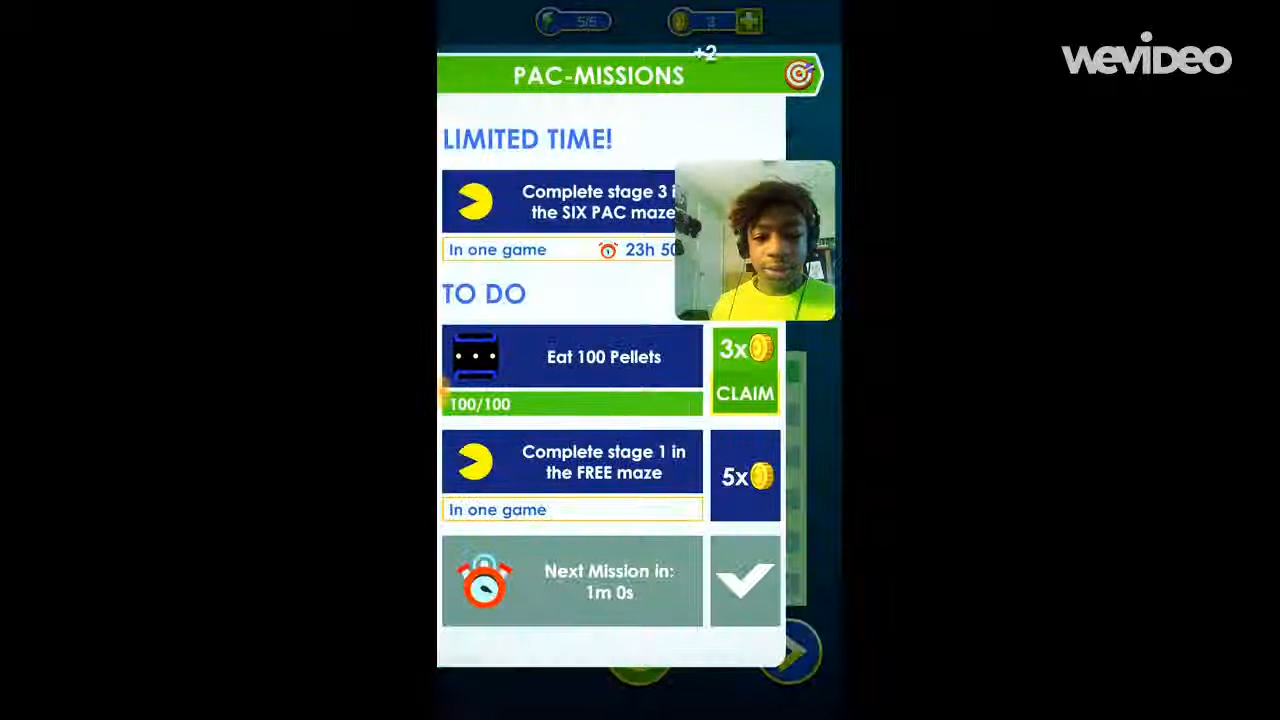 5/5
+2
WEVIDEO
PAC-MISSIONS
LIMITED TIME!
Complete stage 3 i
the SIX PAC maze
In one game
23h 50
TO DO
Eat 100 Pellets
3x
CLAIM
100/100
Complete stage 1 in
the FREE maze
5x
In one game
Next Mission in:
1m 0s